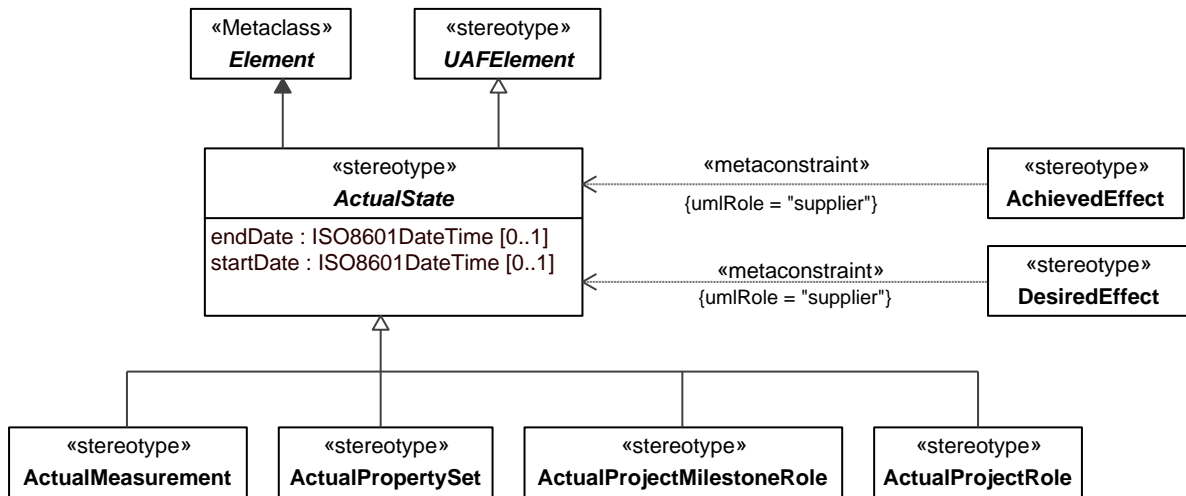 «Metaclass»
Element
«stereotype»
UAFElement
«stereotype»
ActualState
endDate : ISO8601DateTime [0..1]
startDate : ISO8601DateTime [0..1]
«metaconstraint»
{umlRole = "supplier"}
«stereotype»
AchievedEffect
«metaconstraint»
{umlRole = "supplier"}
«stereotype»
DesiredEffect
«stereotype»
ActualMeasurement
«stereotype»
ActualPropertySet
«stereotype»
ActualProjectMilestoneRole
«stereotype»
ActualProjectRole